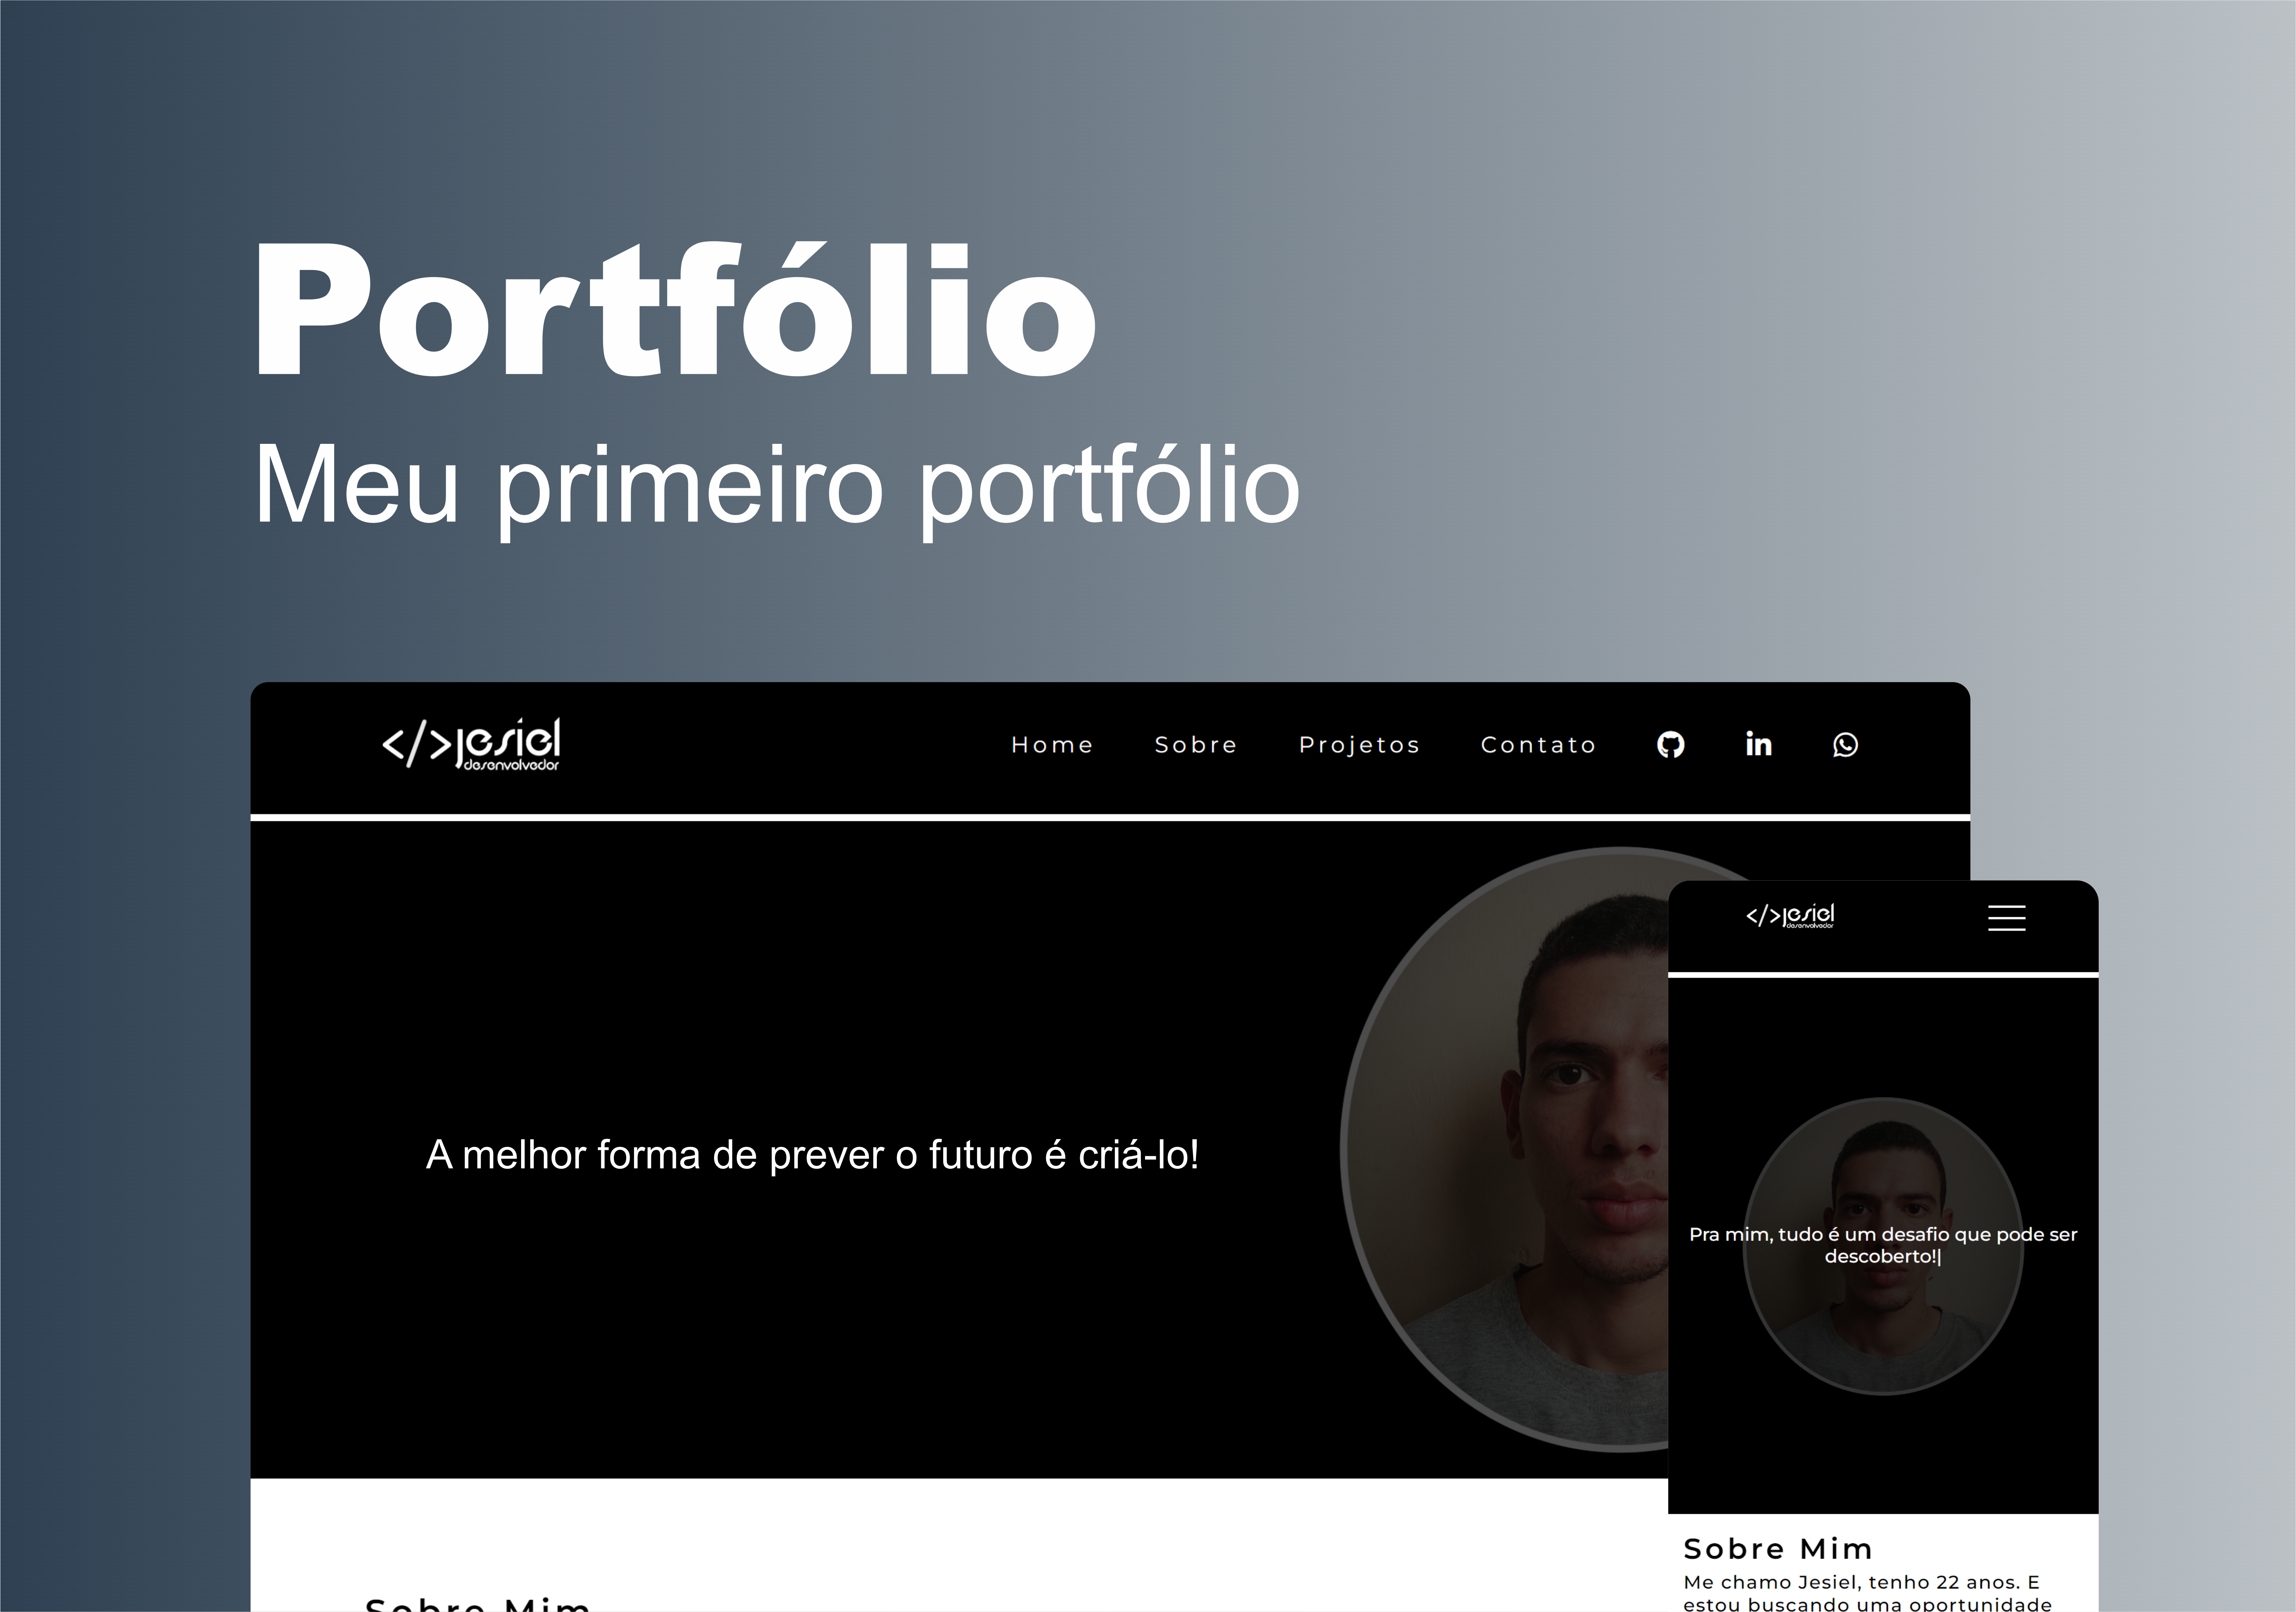 Portfólio
Meu primeiro portfólio
</>jesiel
desenvolvedor
Home Sobre Projetos Contato in
A melhor forma de prever o futuro é criá-lo!
Sobre Mim
</>jesiel
desenvolvedor
Pra mim, tudo é um desafio que pode ser
descoberto!|
Sobre Mim
Me chamo Jesiel, tenho 22 anos. E
estou buscando uma oportunidade